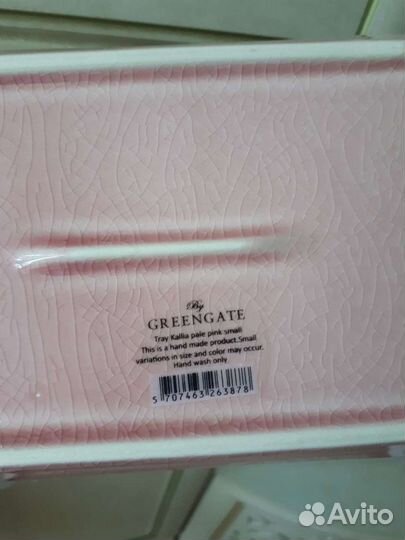 By
GREENGATE
Tray Kallia pale pink small
This is a hand made product.Small
variations in size and color may occur.
Hand wash only
5 707463 263878
Avito